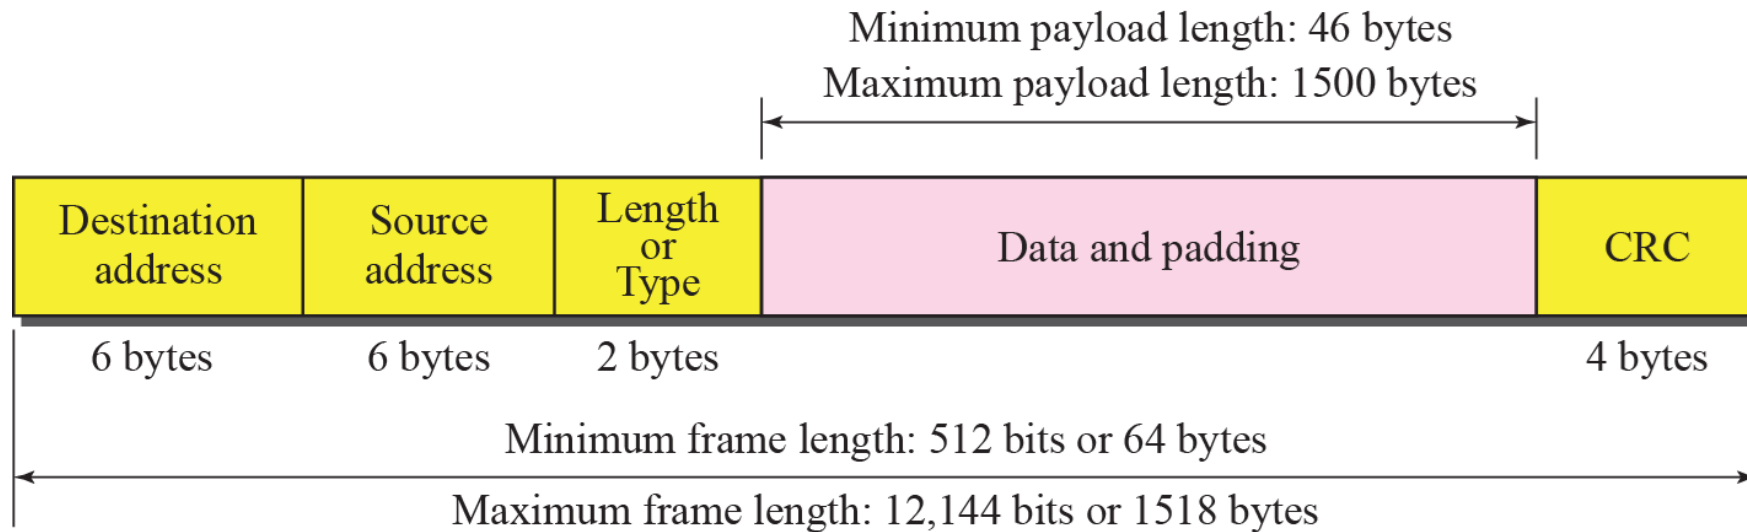 Minimum payload length: 46 bytes
Maximum payload length: 1500 bytes
Destination
address
Source
address
Length
or
Type
Data and padding
CRC
6 bytes
6 bytes
2 bytes
4 bytes
Minimum frame length: 512 bits or 64 bytes
Maximum frame length: 12,144 bits or 1518 bytes